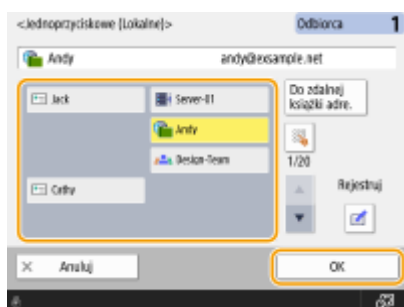 <Jednoprzyciskowe (Lokalne)>
Odbiorca 1
Andy andy@exsample.net
Jack Server-01
Do zdalnej
książki adre.
Andy
Design-Team
1/20
Cathy
Rejestruj
× Anuluj OK